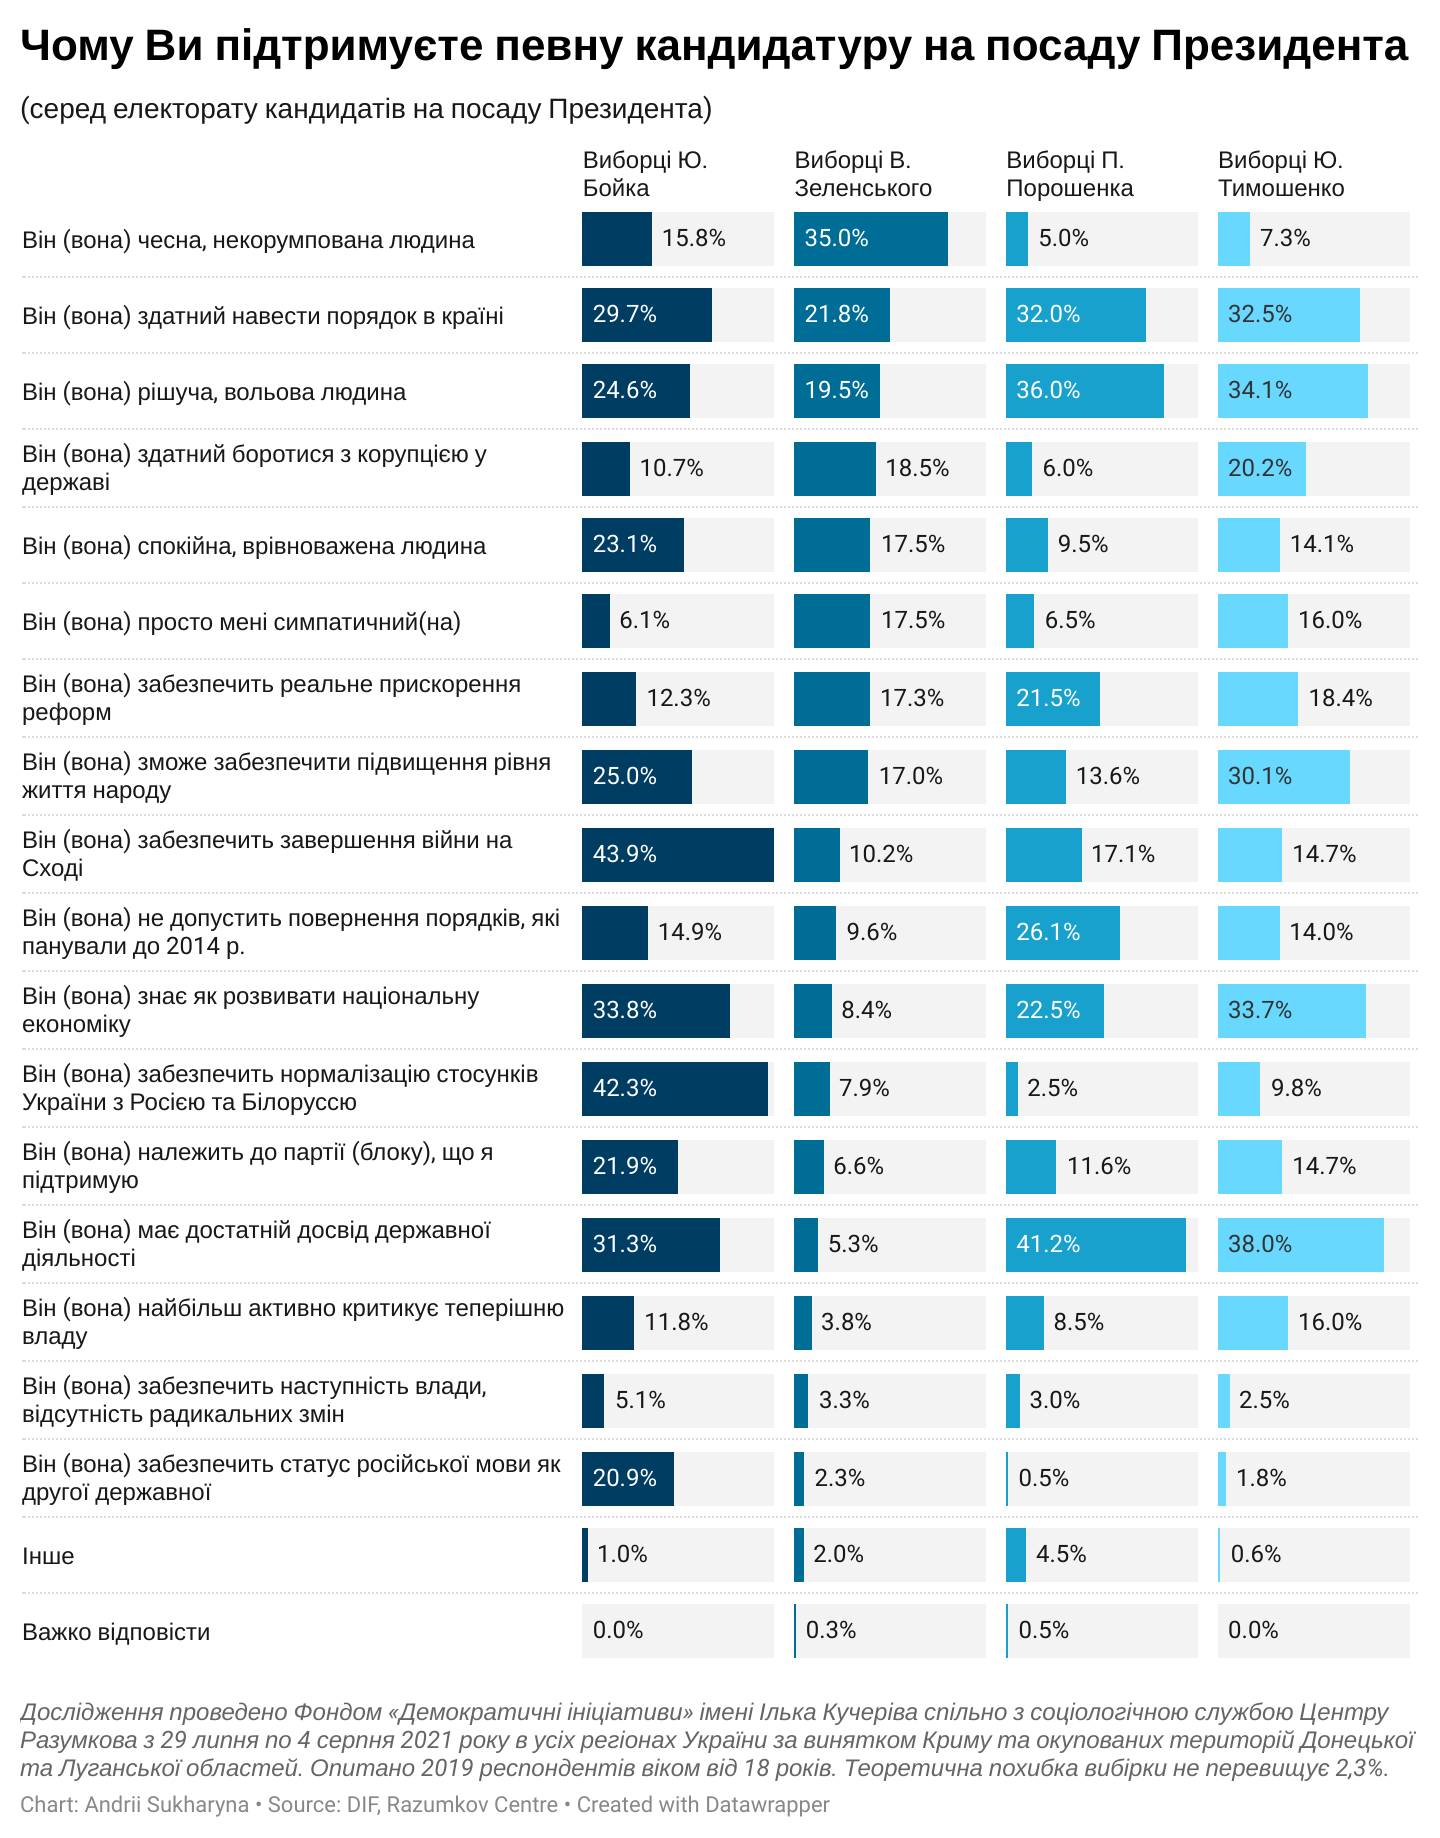 Чому Ви підтримуєте певну кандидатуру на посаду Президента
(серед електорату кандидатів на посаду Президента)
Виборці Ю.
Бойка
Виборці В.
Зеленського
Виборці П.
Порошенка
Виборці Ю.
Тимошенко
Він (вона) чесна, некорумпована людина
15.8%
35.0%
5.0%
7.3%
Він (вона) здатний навести порядок в країні
29.7%
21.8%
32.0%
32.5%
Він (вона) рішуча, вольова людина
24.6%
19.5%
36.0%
34.1%
Він (вона) здатний боротися з корупцією у
державі
10.7%
18.5%
6.0%
20.2%
Він (вона) спокійна, врівноважена людина
23.1%
17.5%
9.5%
14.1%
Він (вона) просто мені симпатичний(на)
6.1%
17.5%
6.5%
16.0%
Він (вона) забезпечить реальне прискорення
реформ
12.3%
17.3%
21.5%
18.4%
Він (вона) зможе забезпечити підвищення рівня
життя народу
25.0%
17.0%
13.6%
30.1%
Він (вона) забезпечить завершення війни на
Сході
43.9%
10.2%
17.1%
14.7%
Він (вона) не допустить повернення порядків, які
панували до 2014 р.
14.9%
9.6%
26.1%
14.0%
Він (вона) знає як розвивати національну
економіку
33.8%
8.4%
22.5%
33.7%
Він (вона) забезпечить нормалізацію стосунків
України з Росією та Білоруссю
42.3%
7.9%
2.5%
9.8%
Він (вона) належить до партії (блоку), що я
підтримую
21.9%
6.6%
11.6%
14.7%
Він (вона) має достатній досвід державної
діяльності
31.3%
5.3%
41.2%
38.0%
Він (вона) найбільш активно критикує теперішню
владу
11.8%
3.8%
8.5%
16.0%
Він (вона) забезпечить наступність влади,
відсутність радикальних змін
5.1%
3.3%
3.0%
2.5%
Він (вона) забезпечить статус російської мови як
другої державної
20.9%
2.3%
0.5%
1.8%
Інше
1.0%
2.0%
4.5%
0.6%
Важко відповісти
0.0%
0.3%
0.5%
0.0%
Дослідження проведено Фондом «Демократичні ініціативи» імені Ілька Кучеріва спільно з соціологічною службою Центру
Разумкова з 29 липня по 4 серпня 2021 року в усіх регіонах України за винятком Криму та окупованих територій Донецької
та Луганської областей. Опитано 2019 респондентів віком від 18 років. Теоретична похибка вибірки не перевищує 2,3%.
Chart: Andrii Sukharyna • Source: DIF, Razumkov Centre • Created with Datawrapper